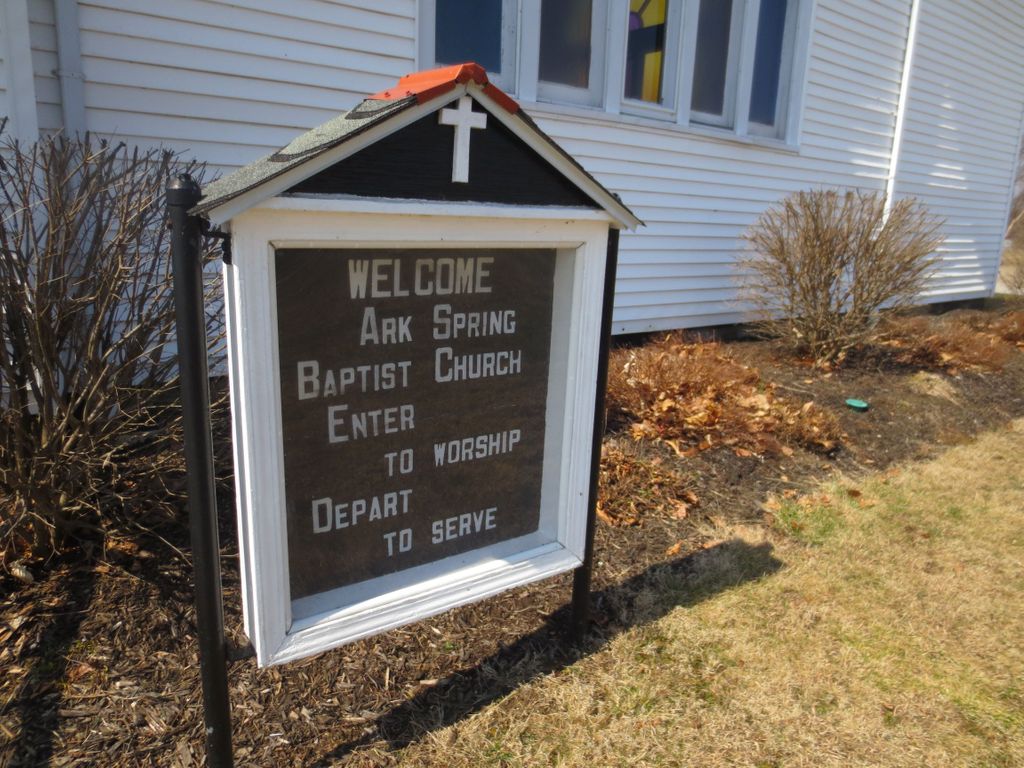 WELCOME
ARK SPRING
BAPTIST CHURCH
ENTER
TO WORSHIP
DEPART
TO SERVE